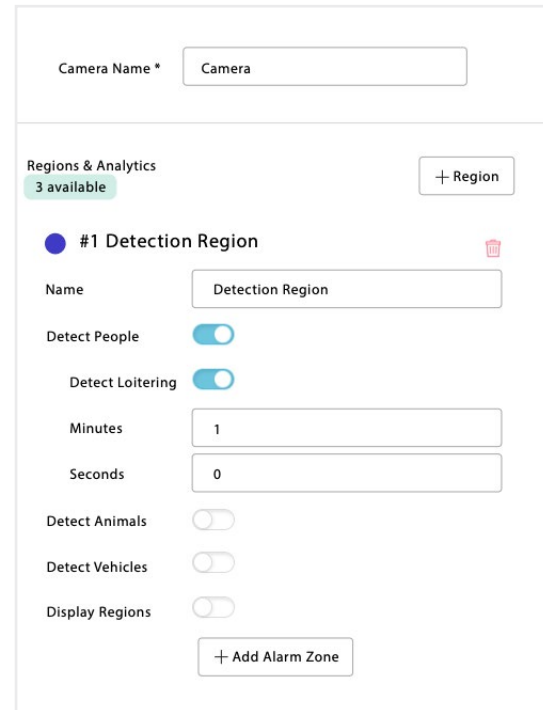 Camera Name * Camera
Regions & Analytics
3 available
+ Region
#1 Detection Region
Name Detection Region
Detect People
Detect Loitering
Minutes 1
Seconds 0
Detect Animals
Detect Vehicles
Display Regions
+ Add Alarm Zone